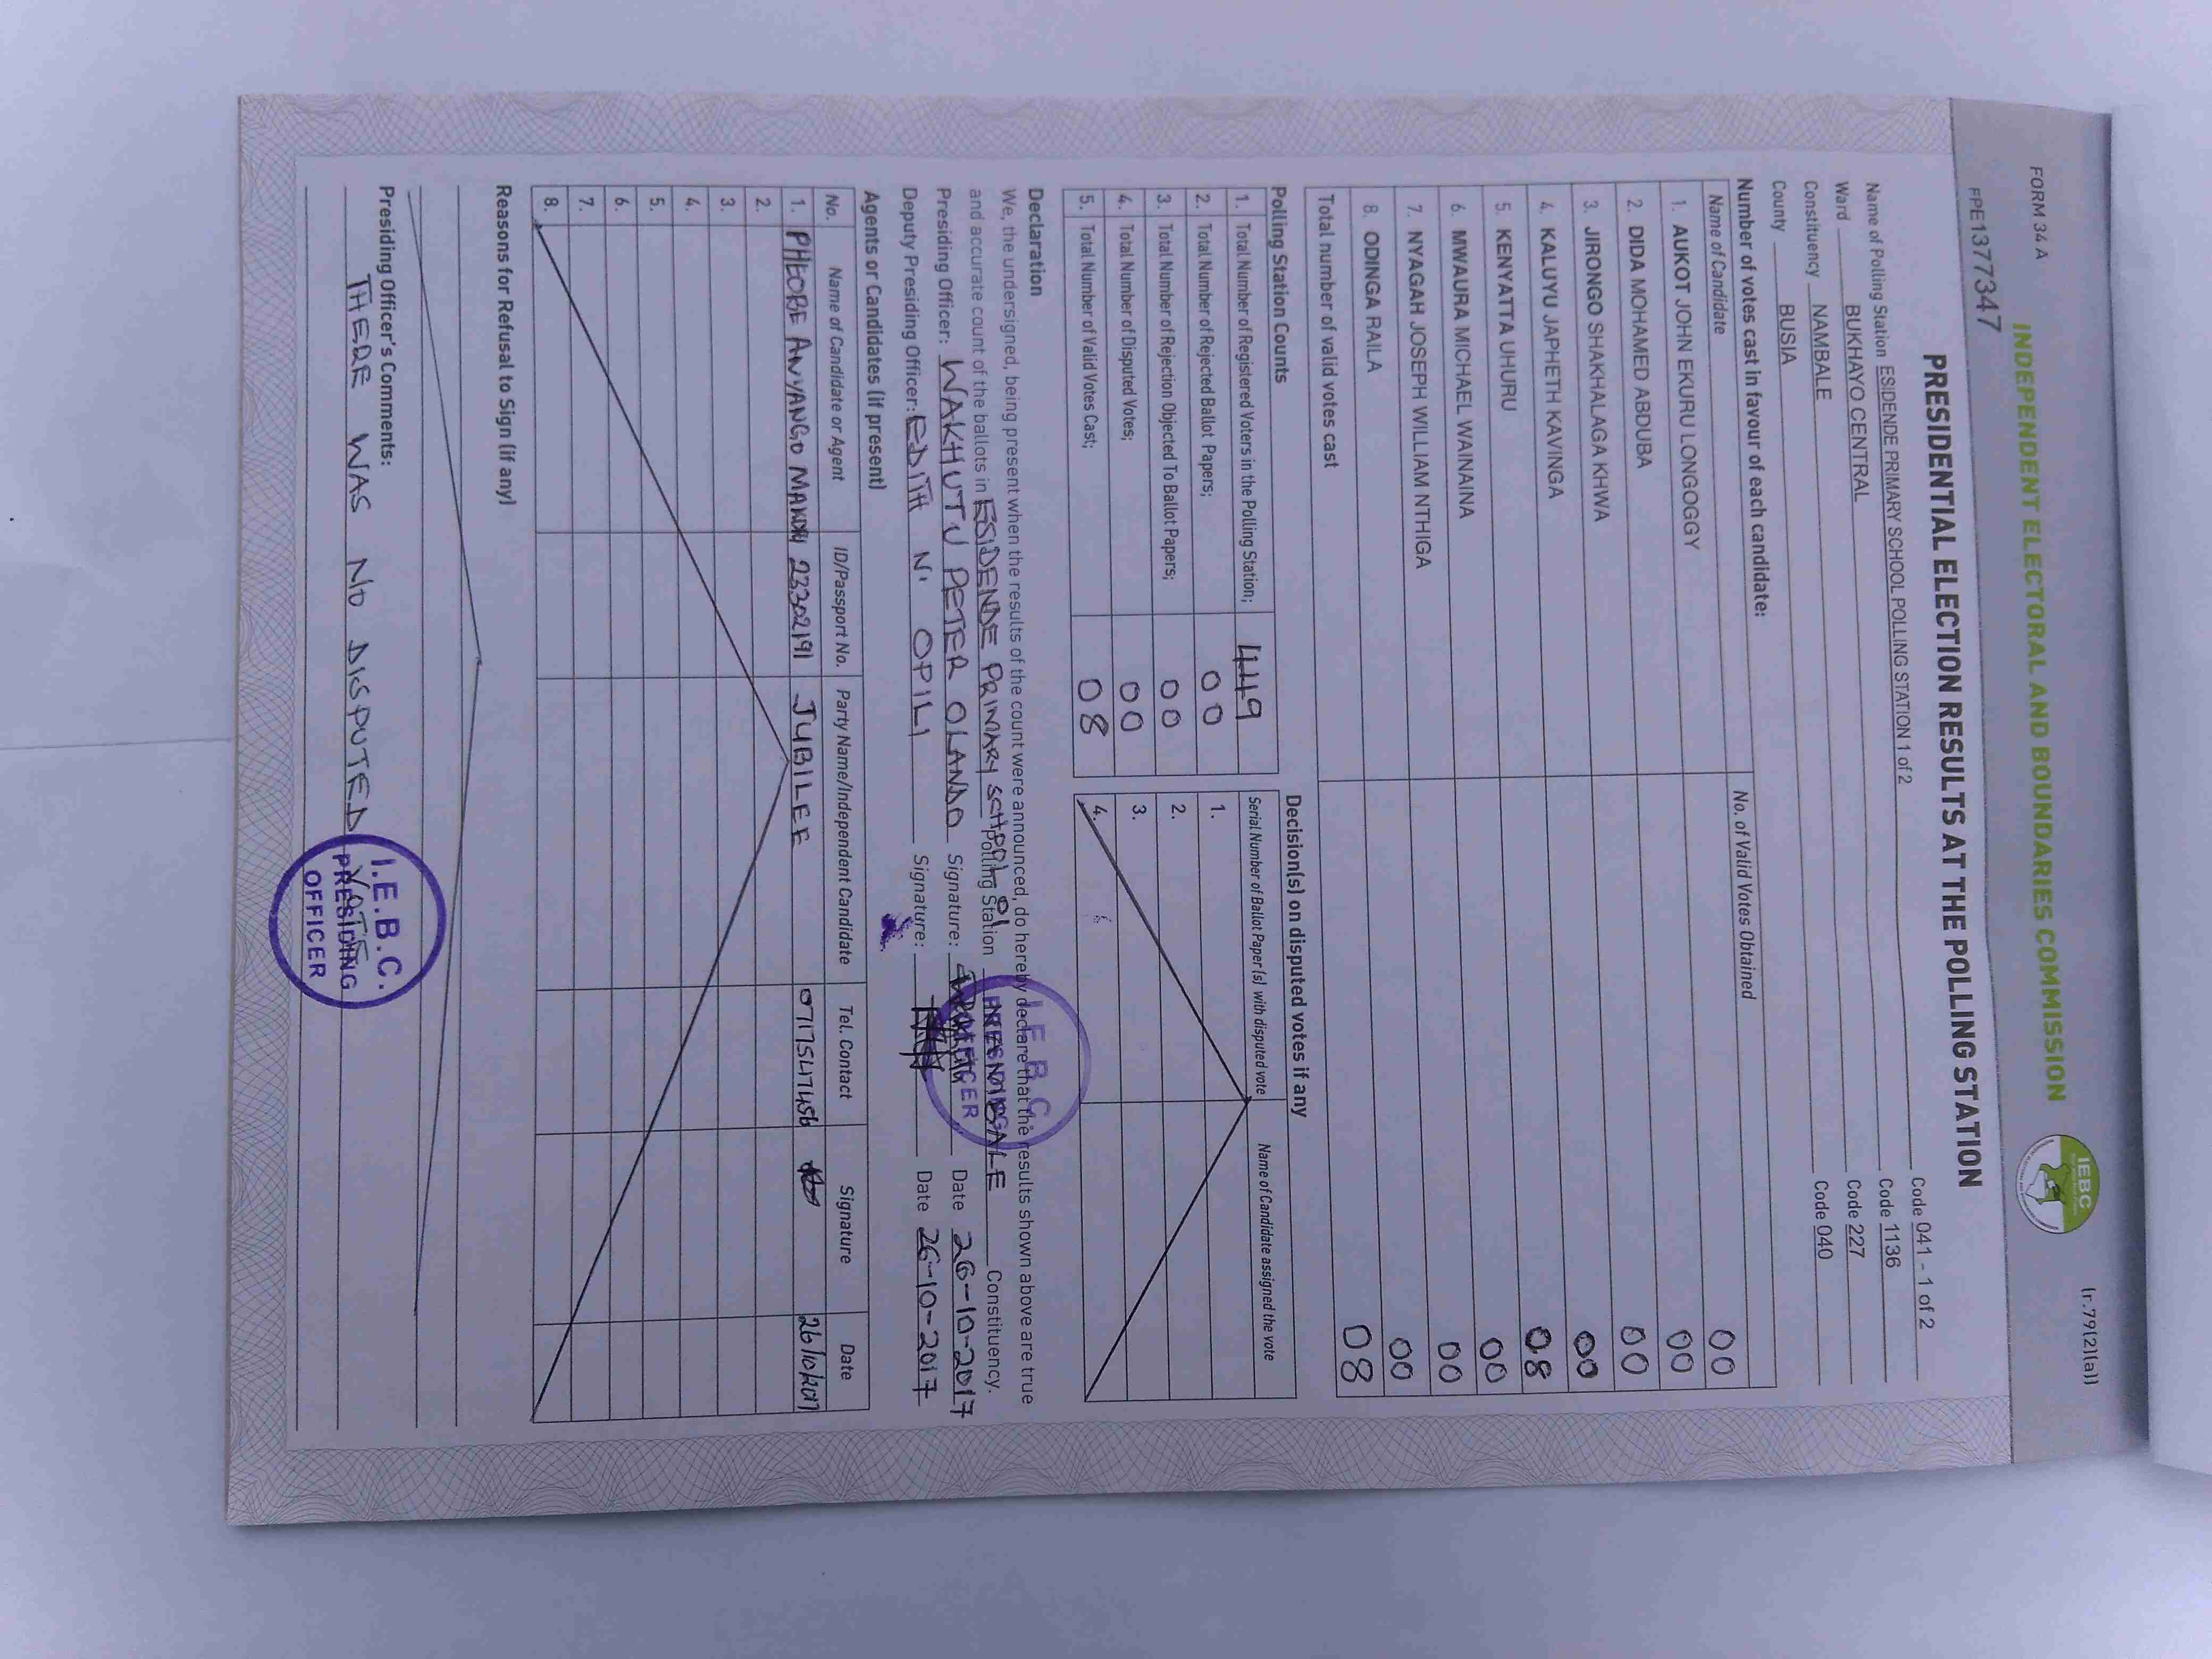 FORM 34 A
(r.79(2)(a))
INDEPENDENT ELECTORAL AND BOUNDARIES COMMISSION
IEBC
PRESIDENTIAL ELECTION RESULTS AT THE POLLING STATION
Name of Polling Station ESIDENDE PRIMARY SCHOOL POLLING STATION 1 of 2 Code 041 - 1 of 2
Ward BUKHAYO CENTRAL Code 1136
Constituency NAMBALE Code 227
County BUSIA Code 040
Number of votes cast in favour of each candidate:
Name of Candidate No. of Valid Votes Obtained
1. AUKOT JOHN EKURU LONGOGGY 00
2. DIDA MOHAMED ABDUBA 00
3. JIRONGO SHAKHALAGA KHWA 00
4. KALUYU JAPHETH KAVINGA 00
5. KENYATTA UHURU 08
6. MWAURA MICHAEL WAINAINA 00
7. NYAGAH JOSEPH WILLIAM NTHIGA 00
8. ODINGA RAILA 00
Total number of valid votes cast 08
Polling Station Counts
1. Total Number of Registered Voters in the Polling Station; 449
2. Total Number of Rejected Ballot Papers; 00
3. Total Number of Rejection Objected To Ballot Papers; 00
4. Total Number of Disputed Votes; 00
5. Total Number of Valid Votes Cast; 08
Decision(s) on disputed votes if any
Serial Number of Ballot Paper (s) with disputed vote Name of Candidate assigned the vote
1.
2.
3.
4.
Declaration
We, the undersigned, being present when the results of the count were announced, do hereby declare that the results shown above are true
and accurate count of the ballots in ESIDENDE PRIMARY SCHOOL 01 Polling Station NAMBALE Constituency.
Presiding Officer: WAKHUTU PETER OLANDO Signature: Date 26-10-2017
Deputy Presiding Officer: EDITH N. OPILI Signature: Date 26-10-2017
I.E.B.C.
PRESIDING
OFFICER
Agents or Candidates (if present)
No. Name of Candidate or Agent ID/Passport No. Party Name/Independent Candidate Tel. Contact Signature Date
1. PHEOBE ANYANGO 23302191 JUBILEE 26/10/2017
2.
3.
4.
5.
6.
7.
8.
Reasons for Refusal to Sign (if any)
Presiding Officer's Comments:
THERE WAS NO DISPUTED VOTE
I.E.B.C.
PRESIDING
OFFICER